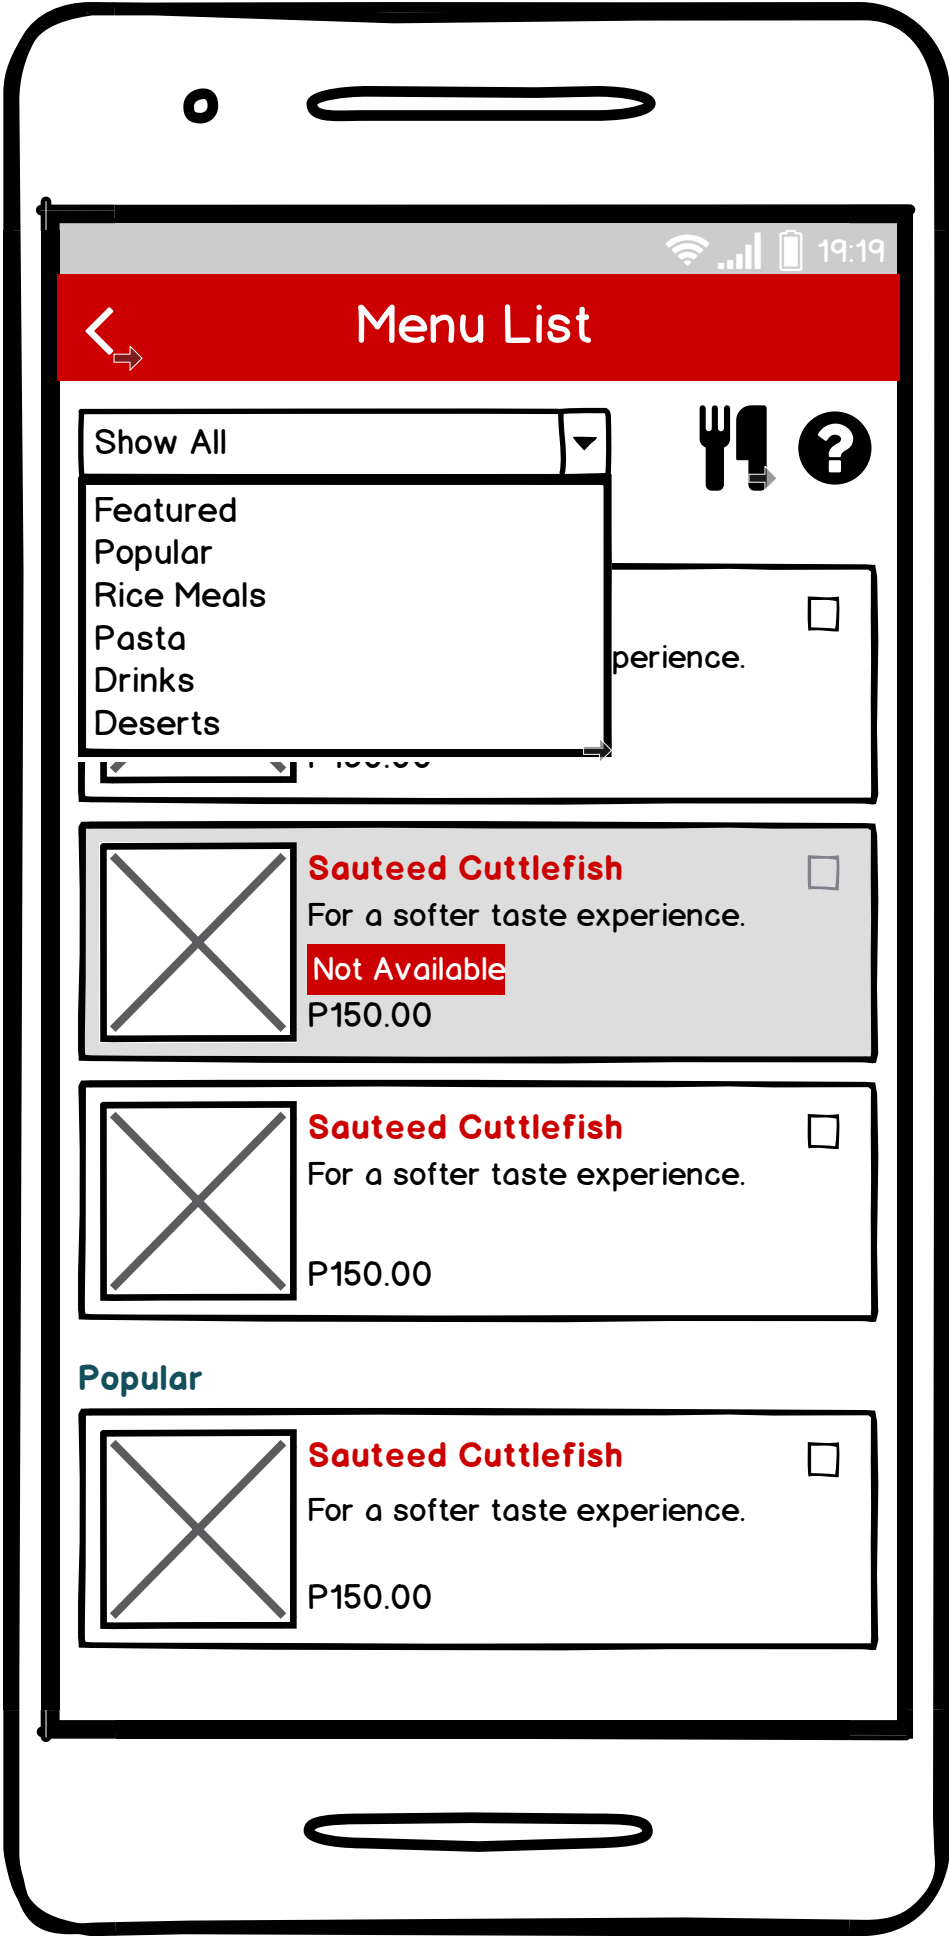 19:19
Menu List
Show All
Featured
Popular
Rice Meals
Pasta
Drinks
Deserts
perience.
Sauteed Cuttlefish
For a softer taste experience.
Not Available
P150.00
Sauteed Cuttlefish
For a softer taste experience.
P150.00
Popular
Sauteed Cuttlefish
For a softer taste experience.
P150.00